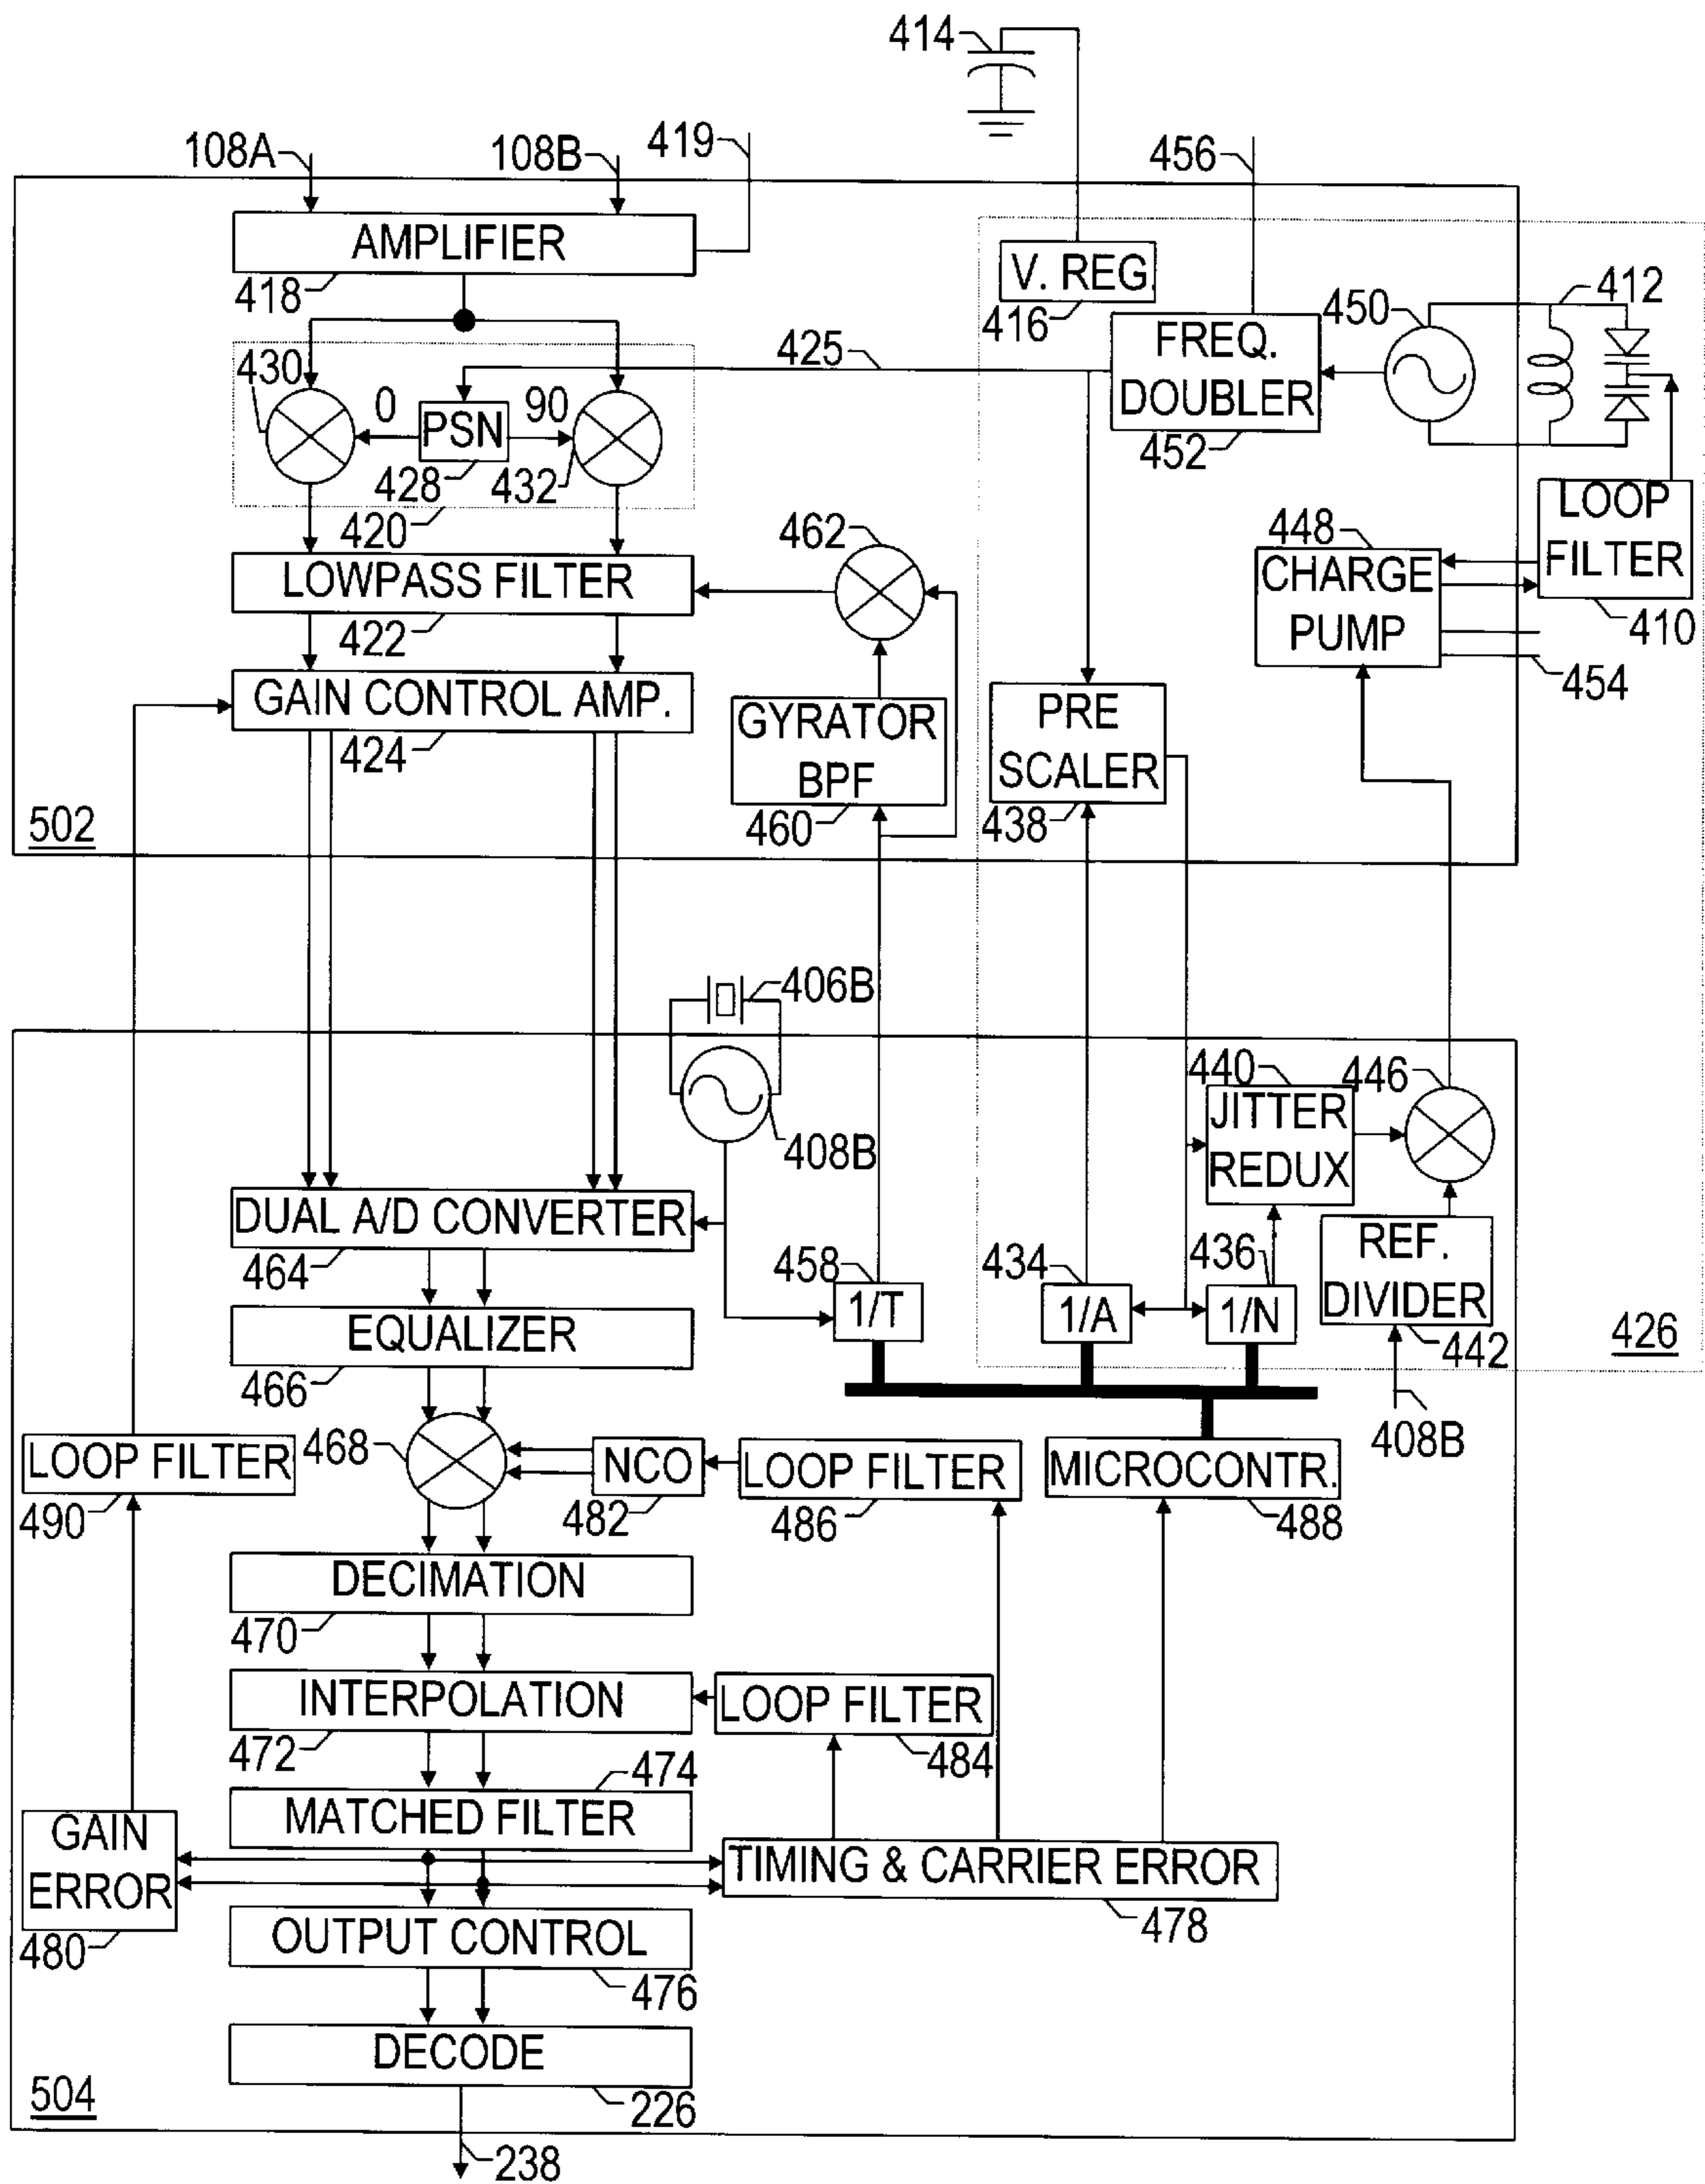 414
108A
108B
419
456
AMPLIFIER
418
V. REG.
416
425
FREQ.
DOUBLER
452
450
412
430
0
PSN
90
428
432
420
LOOP
FILTER
410
462
448
CHARGE
PUMP
454
LOWPASS FILTER
422
GAIN CONTROL AMP.
424
GYRATOR
BPF
460
PRE
SCALER
438
502
406B
408B
440
JITTER
REDUX
446
DUAL A/D CONVERTER
464
458
1/T
434
1/A
436
1/N
REF.
DIVIDER
442
426
EQUALIZER
466
408B
LOOP FILTER
490
468
NCO
482
LOOP FILTER
486
MICROCONTR.
488
DECIMATION
470
INTERPOLATION
472
LOOP FILTER
484
474
MATCHED FILTER
GAIN
ERROR
480
TIMING & CARRIER ERROR
478
OUTPUT CONTROL
476
DECODE
226
504
238